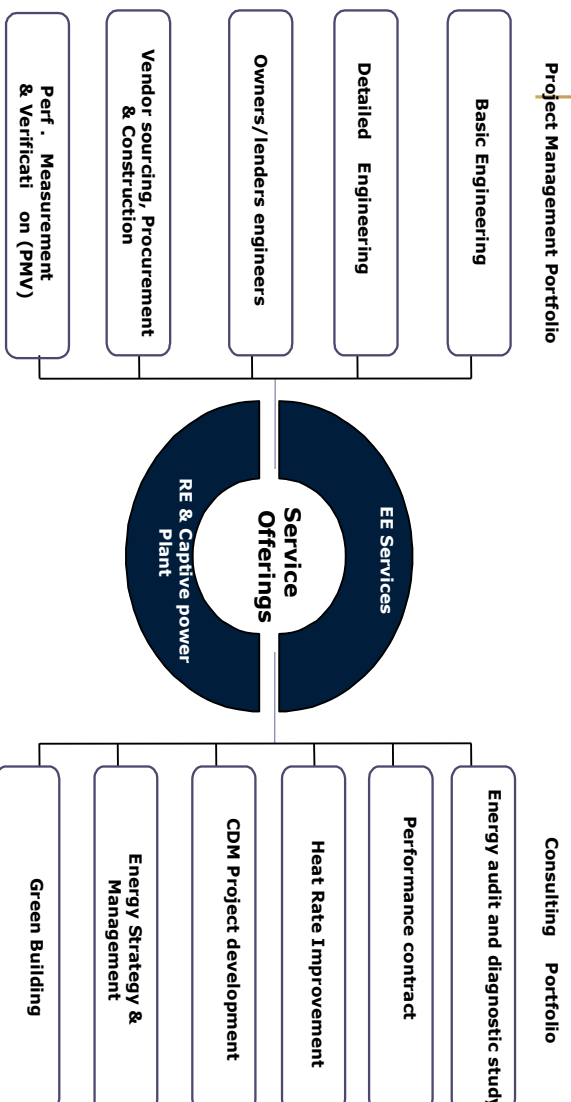 Project Management Portfolio
Basic Engineering
Detailed Engineering
Owners/lenders engineers
Vendor sourcing, Procurement
& Construction
Perf . Measurement
& Verificati on (PMV)
EE Services
Service
Offerings
RE & Captive power
Plant
Consulting Portfolio
Energy audit and diagnostic study
Performance contract
Heat Rate Improvement
CDM Project development
Energy Strategy &
Management
Green Building